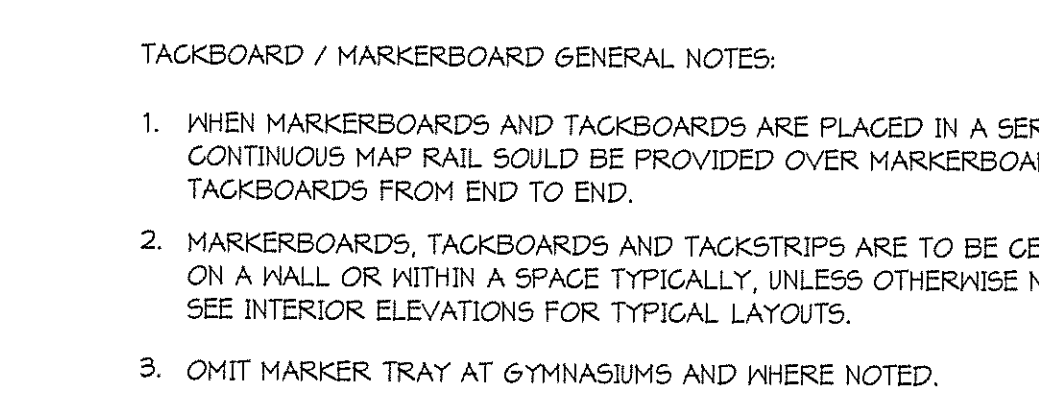 TACKBOARD / MARKERBOARD GENERAL NOTES:
1. WHEN MARKERBOARDS AND TACKBOARDS ARE PLACED IN A SER
CONTINUOUS MAP RAIL SOULD BE PROVIDED OVER MARKERBOA
TACKBOARDS FROM END TO END.
2. MARKERBOARDS, TACKBOARDS AND TACKSTRIPS ARE TO BE CE
ON A WALL OR WITHIN A SPACE TYPICALLY, UNLESS OTHERWISE N
SEE INTERIOR ELEVATIONS FOR TYPICAL LAYOUTS.
3. OMIT MARKER TRAY AT GYMNASIUMS AND WHERE NOTED.